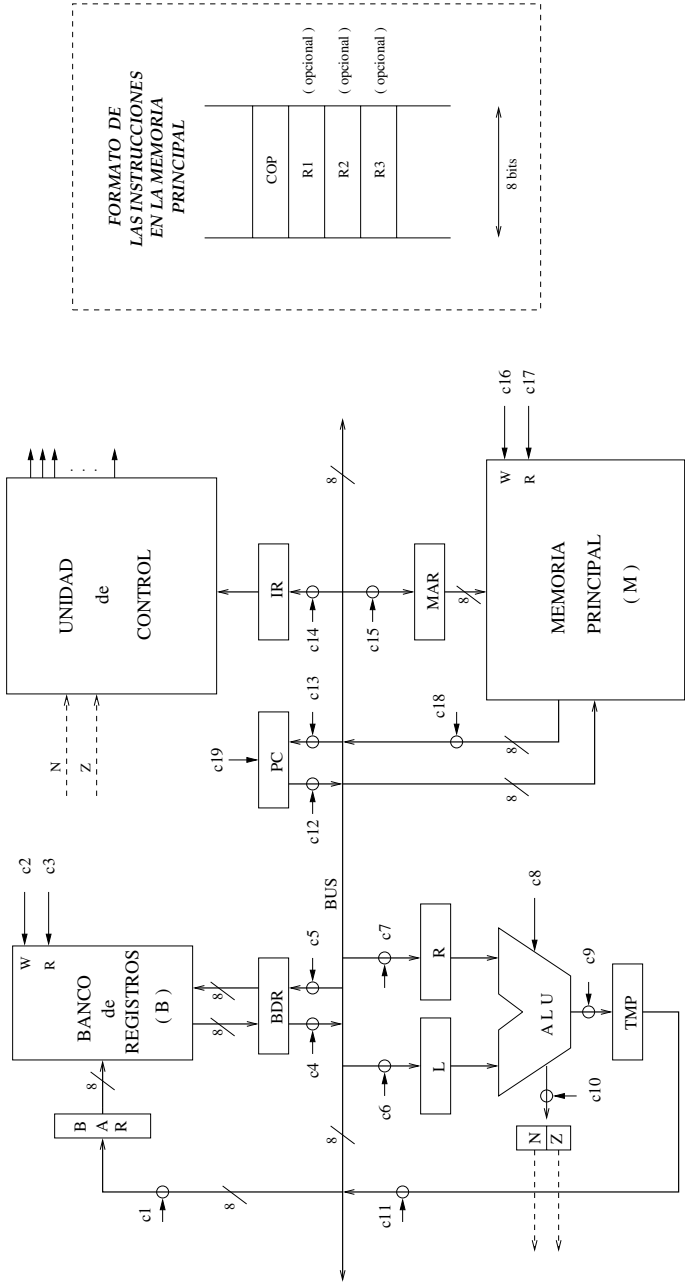 FORMATO DE
LAS INSTRUCCIONES
EN LA MEMORIA
PRINCIPAL
COP
R1
( opcional )
R2
( opcional )
R3
( opcional )
8 bits
N
Z
UNIDAD
de
CONTROL
. . .
c2
c3
W
R
BANCO
de
REGISTROS
( B )
B
A
R
8
8
8
BDR
c4
c5
c1
8
c19
PC
c12
c13
IR
c14
8
BUS
8
c15
MAR
8
c6
c7
L
R
A L U
c8
c9
TMP
c10
N
Z
c11
c18
8
8
W
R
c16
c17
MEMORIA
PRINCIPAL
( M )